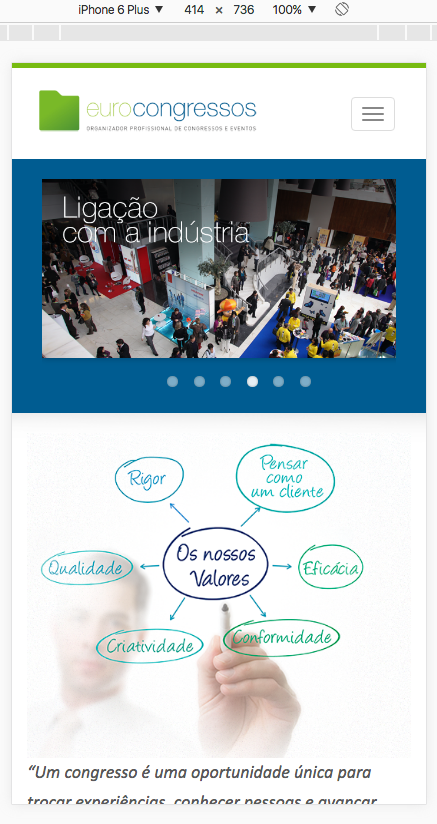 iPhone 6 Plus ▼ 414 × 736 100% ▼
eurocongressos
ORGANIZADOR PROFISSIONAL DE CONGRESSOS E EVENTOS
Ligação
com a indústria
Rigor
Pensar
como
um cliente
Qualidade
Os nossos
Valores
Eficácia
Criatividade
Conformidade
“Um congresso é uma oportunidade única para
trocar experiências, conhecer pessoas e avançar